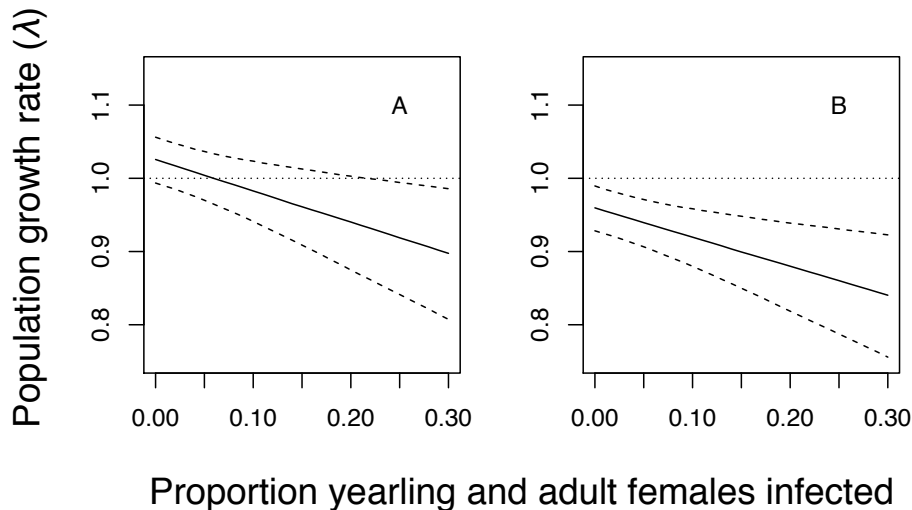 Population growth rate (λ)
A
B
1.1
1.0
0.9
0.8
1.1
1.0
0.9
0.8
0.00 0.10 0.20 0.30
0.00 0.10 0.20 0.30
Proportion yearling and adult females infected